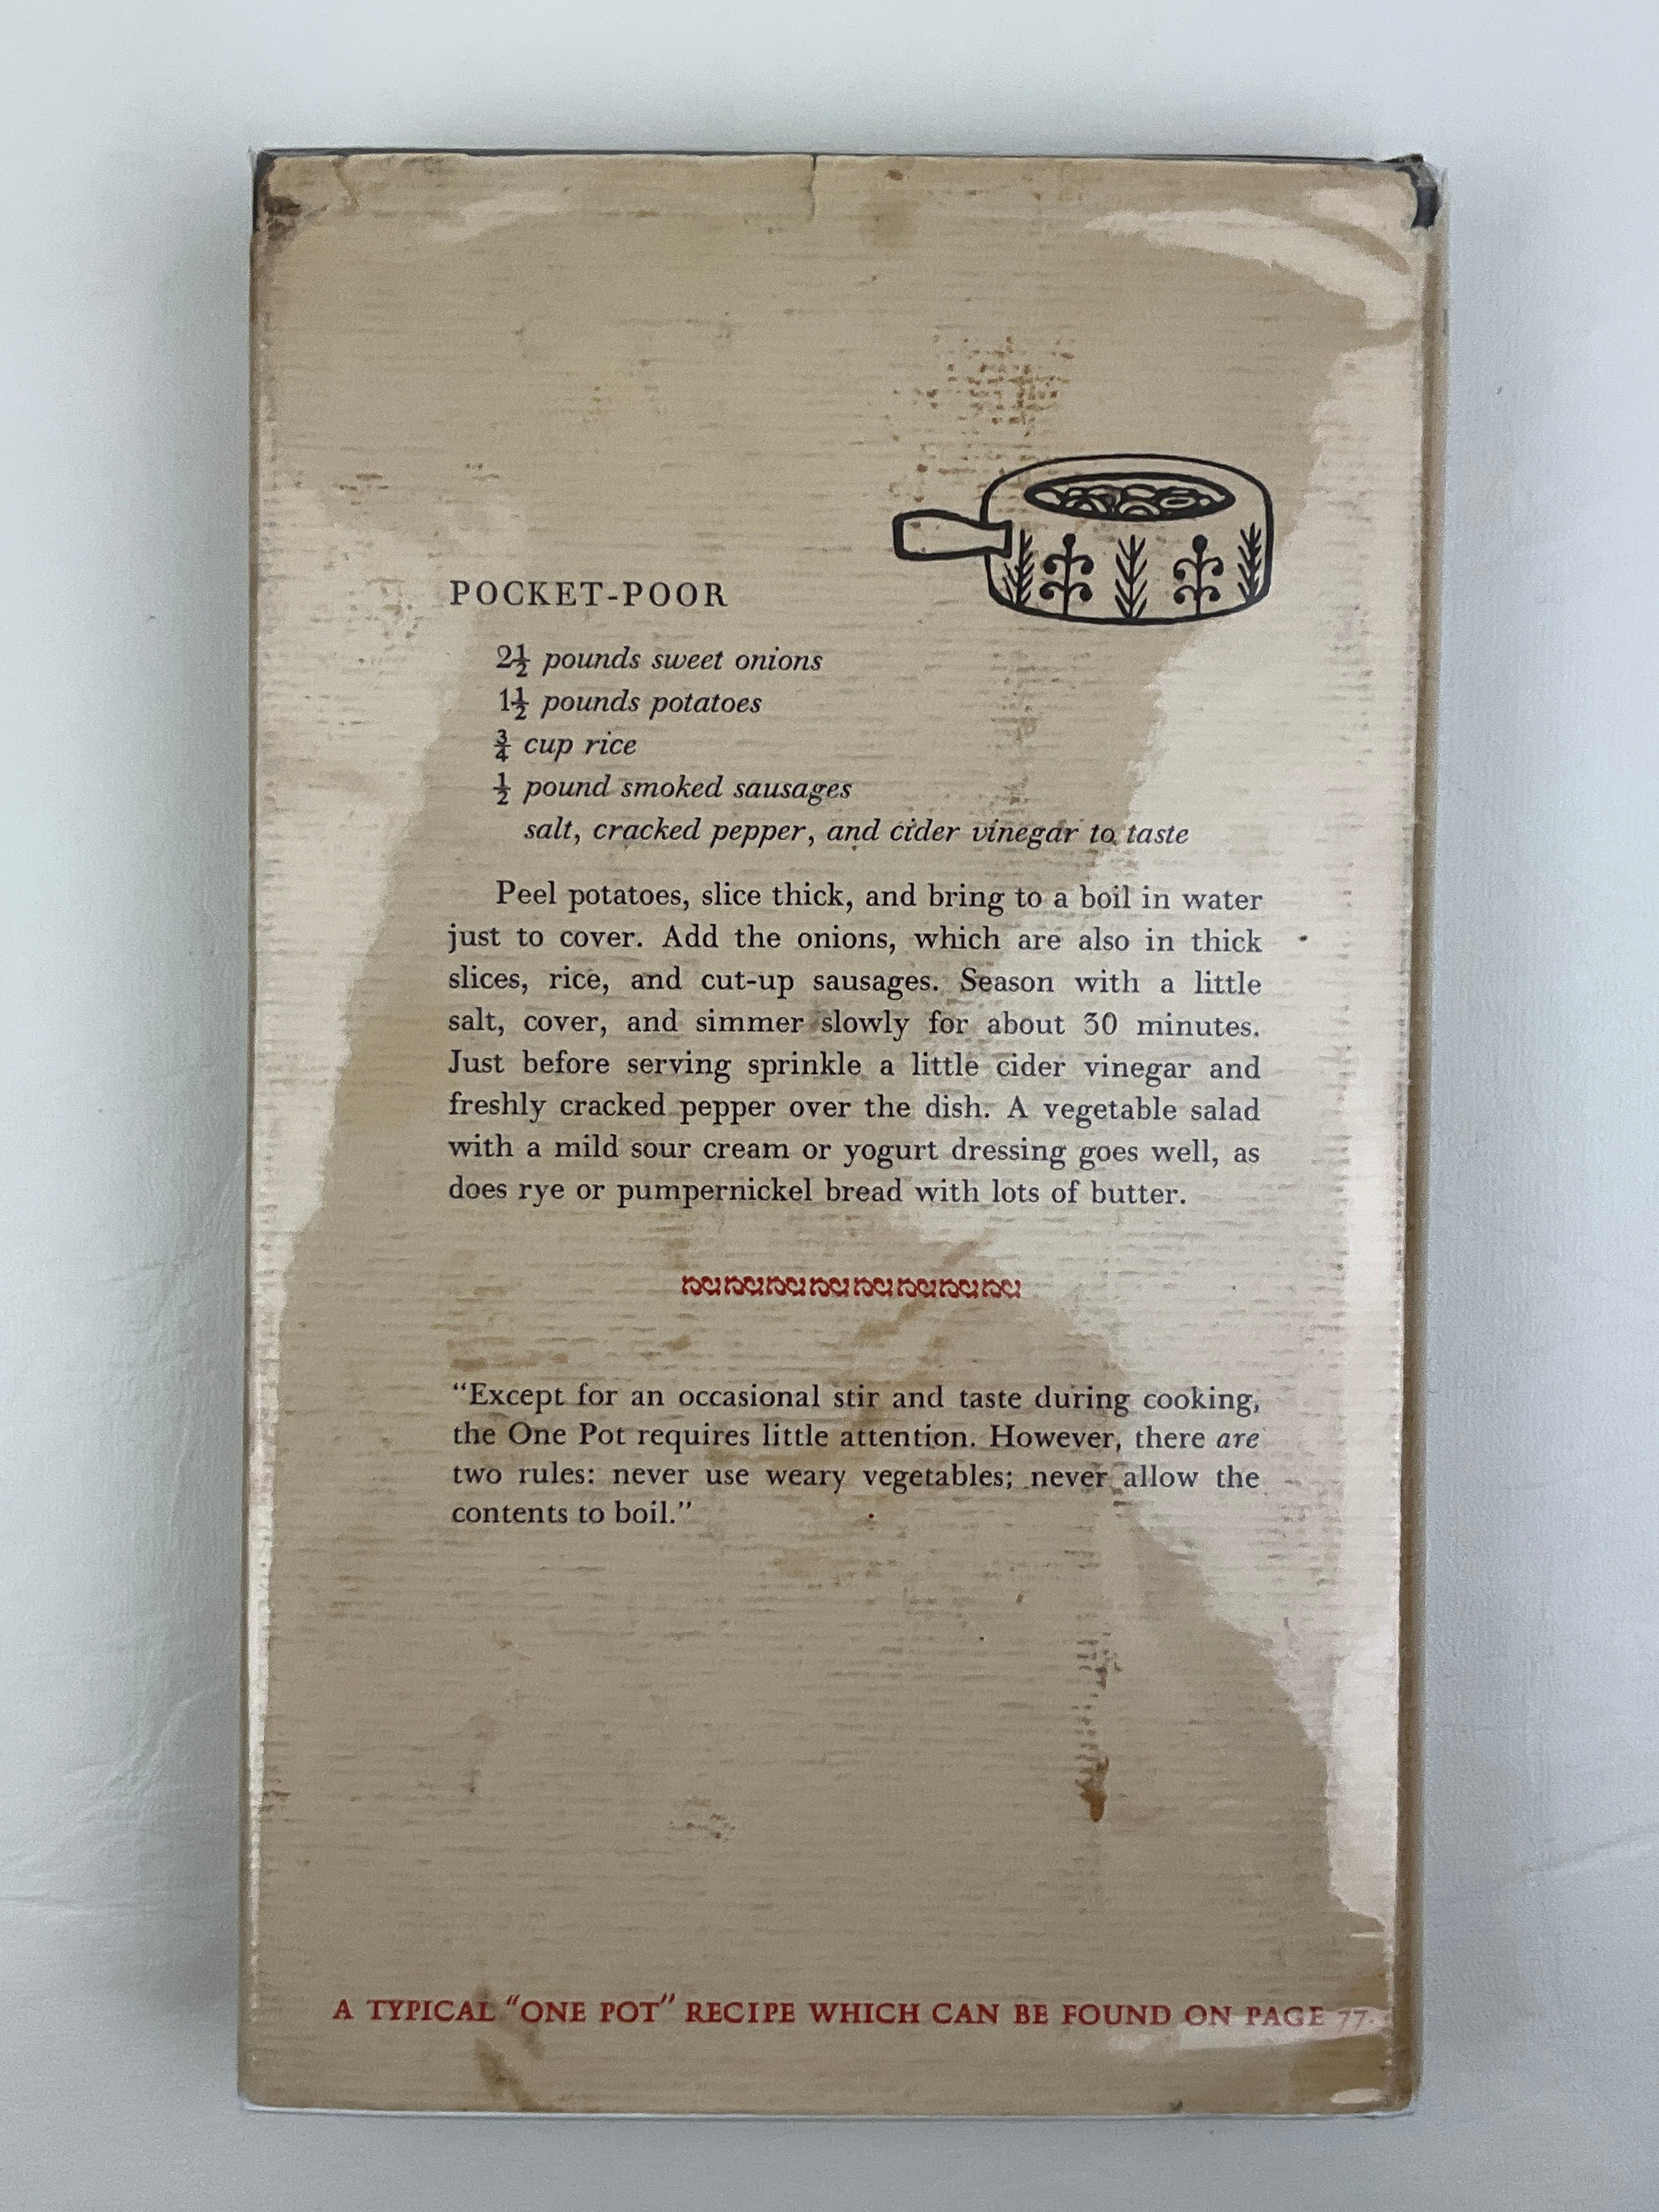 POCKET-POOR
2½ pounds sweet onions
1½ pounds potatoes
¾ cup rice
½ pound smoked sausages
salt, cracked pepper, and cider vinegar to taste
Peel potatoes, slice thick, and bring to a boil in water
just to cover. Add the onions, which are also in thick
slices, rice, and cut-up sausages. Season with a little
salt, cover, and simmer slowly for about 30 minutes.
Just before serving sprinkle a little cider vinegar and
freshly cracked pepper over the dish. A vegetable salad
with a mild sour cream or yogurt dressing goes well, as
does rye or pumpernickel bread with lots of butter.
“Except for an occasional stir and taste during cooking,
the One Pot requires little attention. However, there are
two rules: never use weary vegetables; never allow the
contents to boil.”
A TYPICAL “ONE POT” RECIPE WHICH CAN BE FOUND ON PAGE 77.